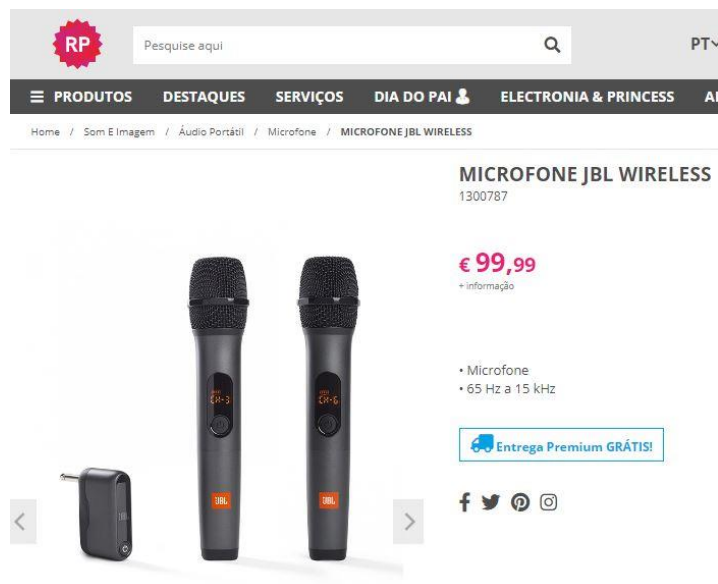 RP
Pesquise aqui
PT
PRODUTOS DESTAQUES SERVIÇOS DIA DO PAI ELECTRONIA & PRINCESS
Home / Som E Imagem / Áudio Portátil / Microfone / MICROFONE JBL WIRELESS
MICROFONE JBL WIRELESS
1300787
€ 99,99
+ informação
• Microfone
• 65 Hz a 15 kHz
Entrega Premium GRÁTIS!
CH-3
CH-6
JBL
JBL
JBL